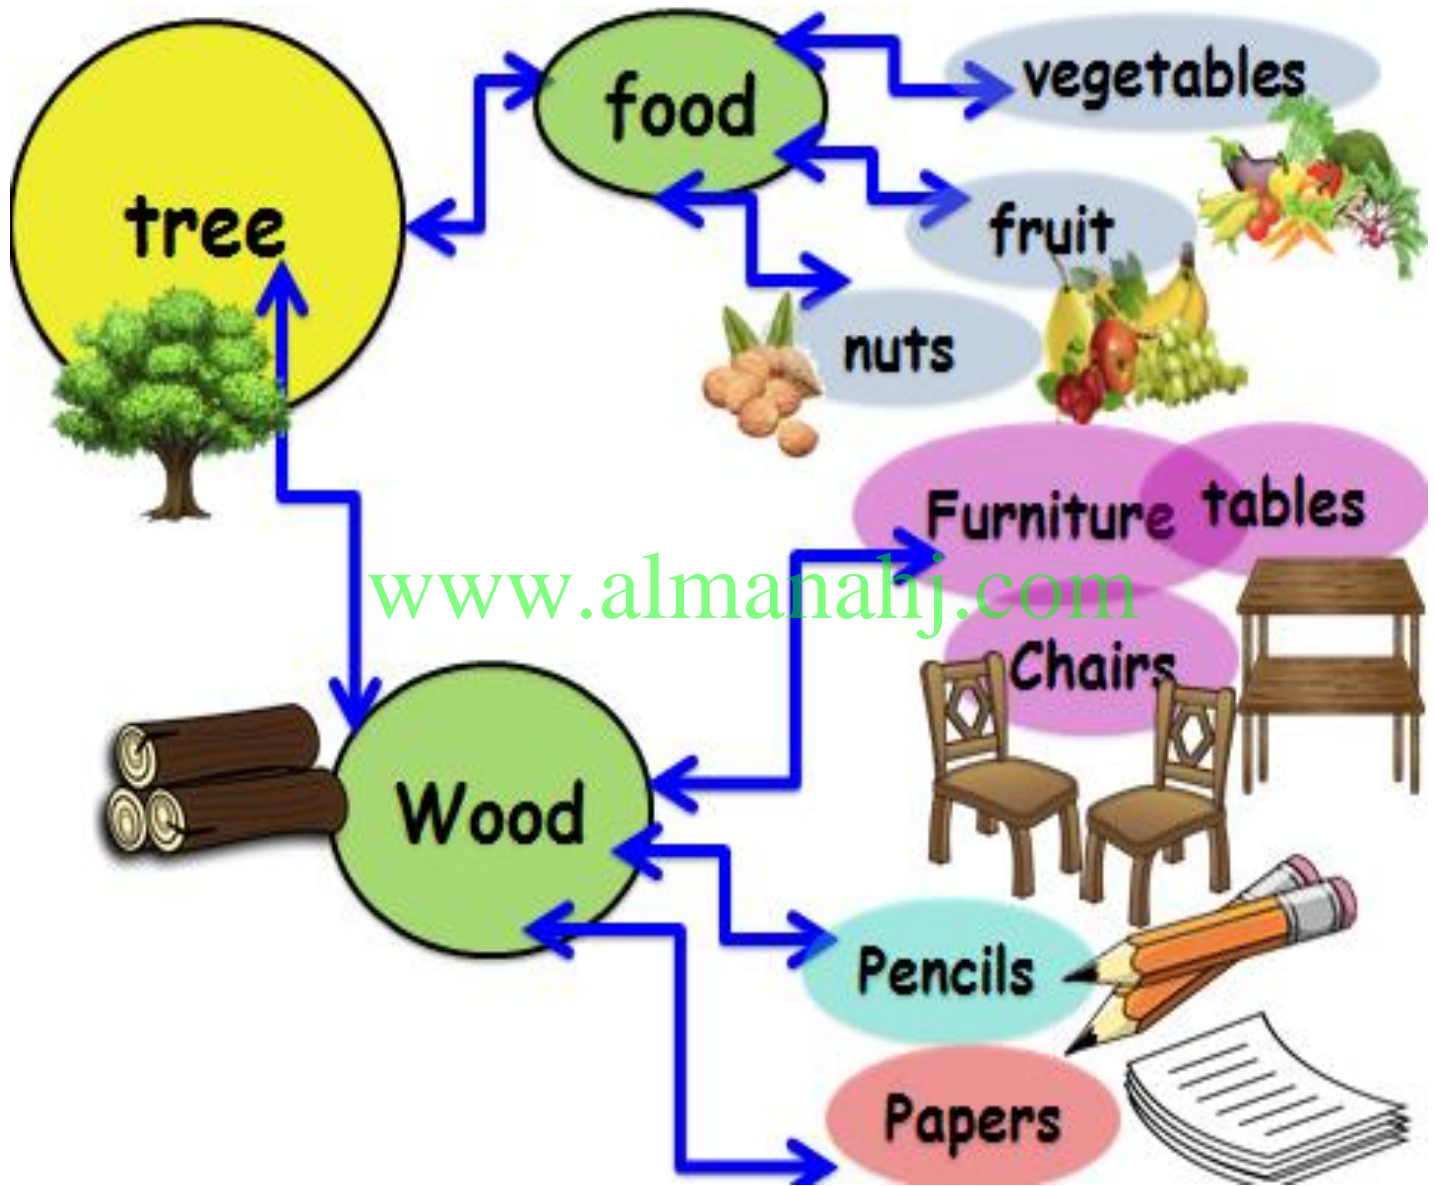 food
vegetables
tree
fruit
nuts
Furniture
tables
www.almanahj.com
Chairs
Wood
Pencils
Papers